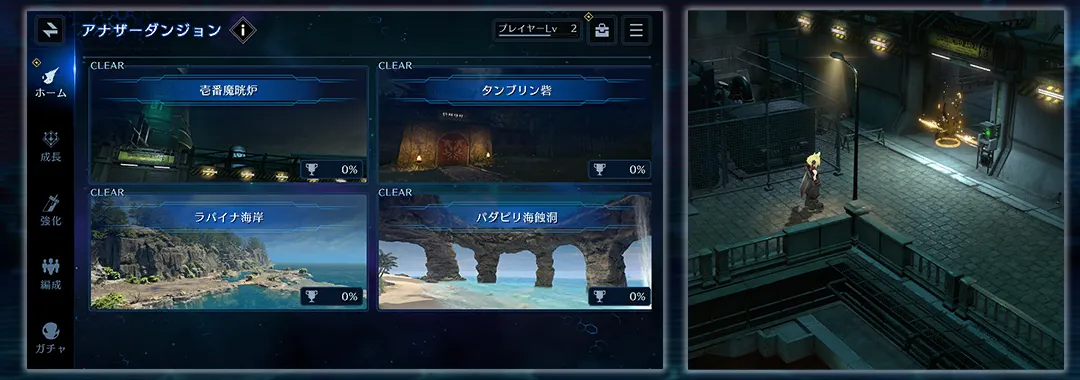 アナザーダンジョン
i
プレイヤーLv 2
ホーム
成長
強化
編成
ガチャ
CLEAR
壱番魔晄炉
0%
CLEAR
タンブリン砦
0%
CLEAR
ラパイナ海岸
0%
CLEAR
パダビリ海蝕洞
0%